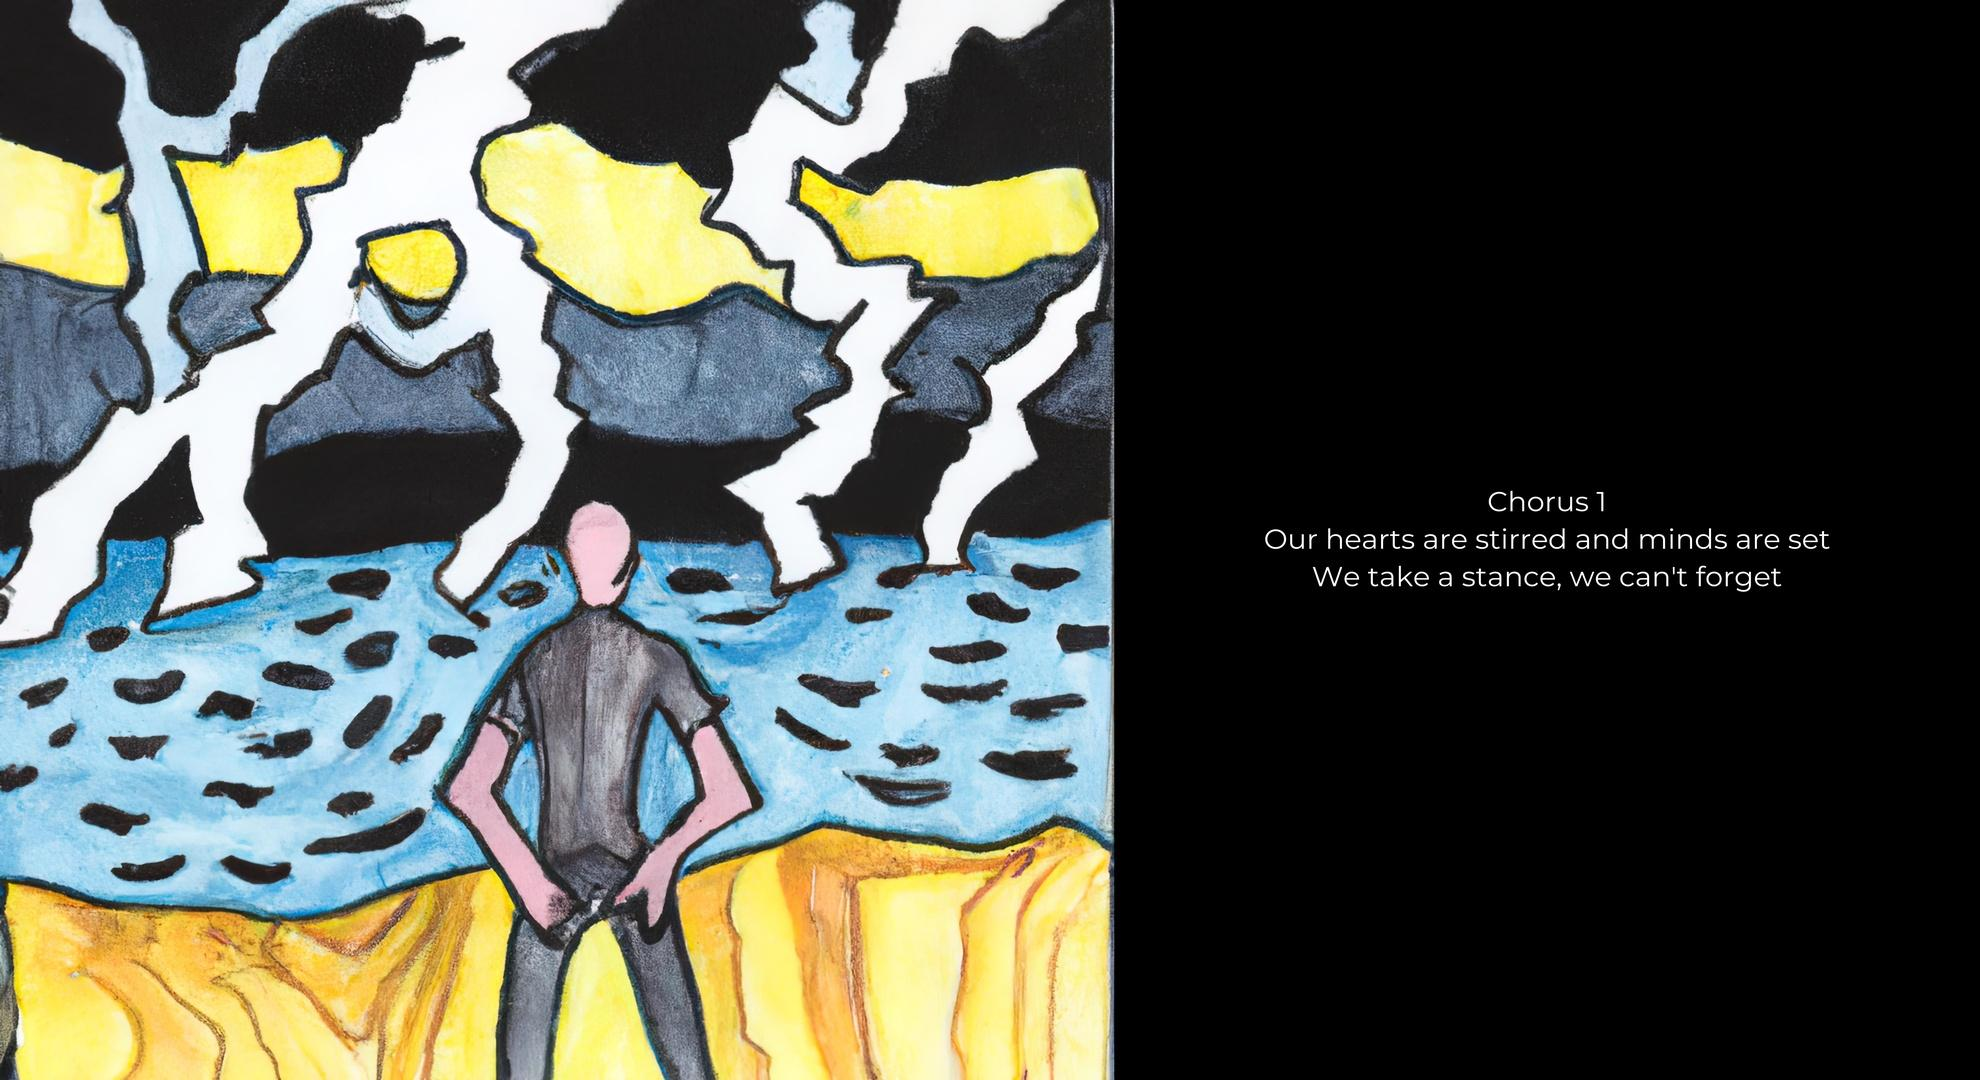 Chorus 1
Our hearts are stirred and minds are set
We take a stance, we can't forget